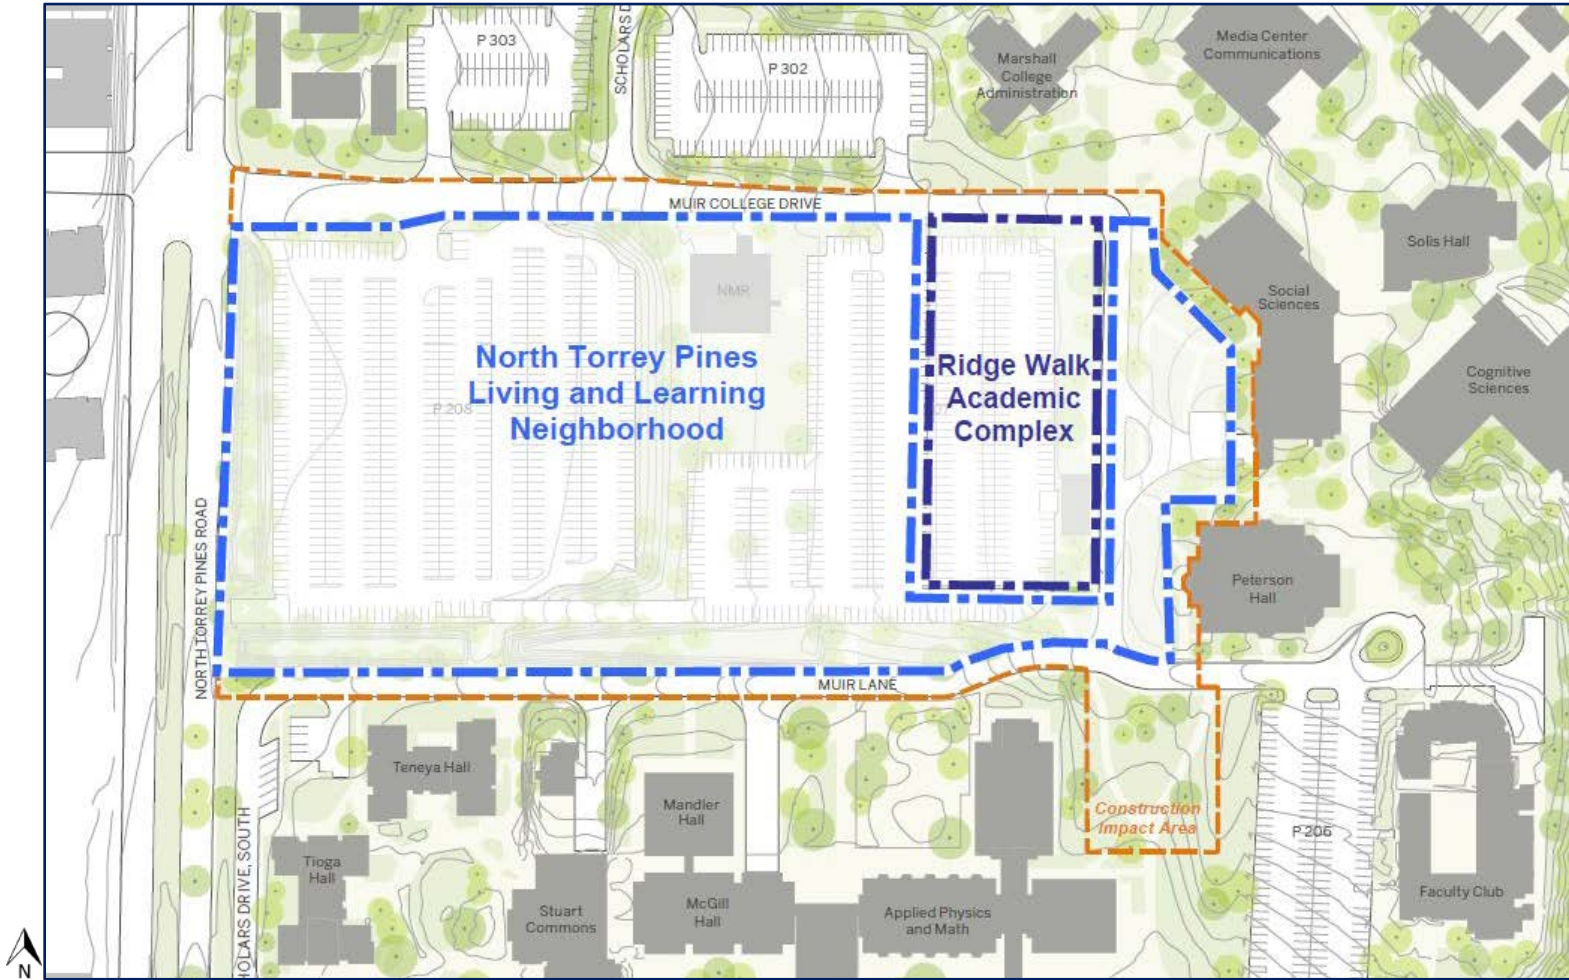 P 303
SCHOLARS D
P 302
Marshall
College
Administration
Media Center
Communications
MUIR COLLEGE DRIVE
Solis Hall
NMR
Social
Sciences
North Torrey Pines
Living and Learning
Neighborhood
P 208
Ridge Walk
Academic
Complex
Cognitive
Sciences
NORTH TORREY PINES ROAD
Peterson
Hall
MUIR LANE
Teneya Hall
Mandler
Hall
Construction
Impact Area
P 206
Tioga
Hall
HOLARS DRIVE, SOUTH
Stuart
Commons
McGill
Hall
Applied Physics
and Math
Faculty Club
N